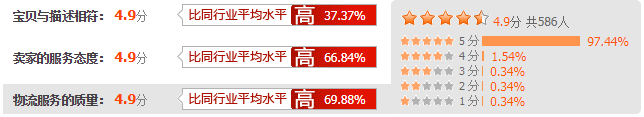 宝贝与描述相符: 4.9分 比同行业平均水平 高 37.37%
卖家的服务态度: 4.9分 比同行业平均水平 高 66.84%
物流服务的质量: 4.9分 比同行业平均水平 高 69.88%
4.9分 共586人
5分 97.44%
4分 1.54%
3分 0.34%
2分 0.34%
1分 0.34%